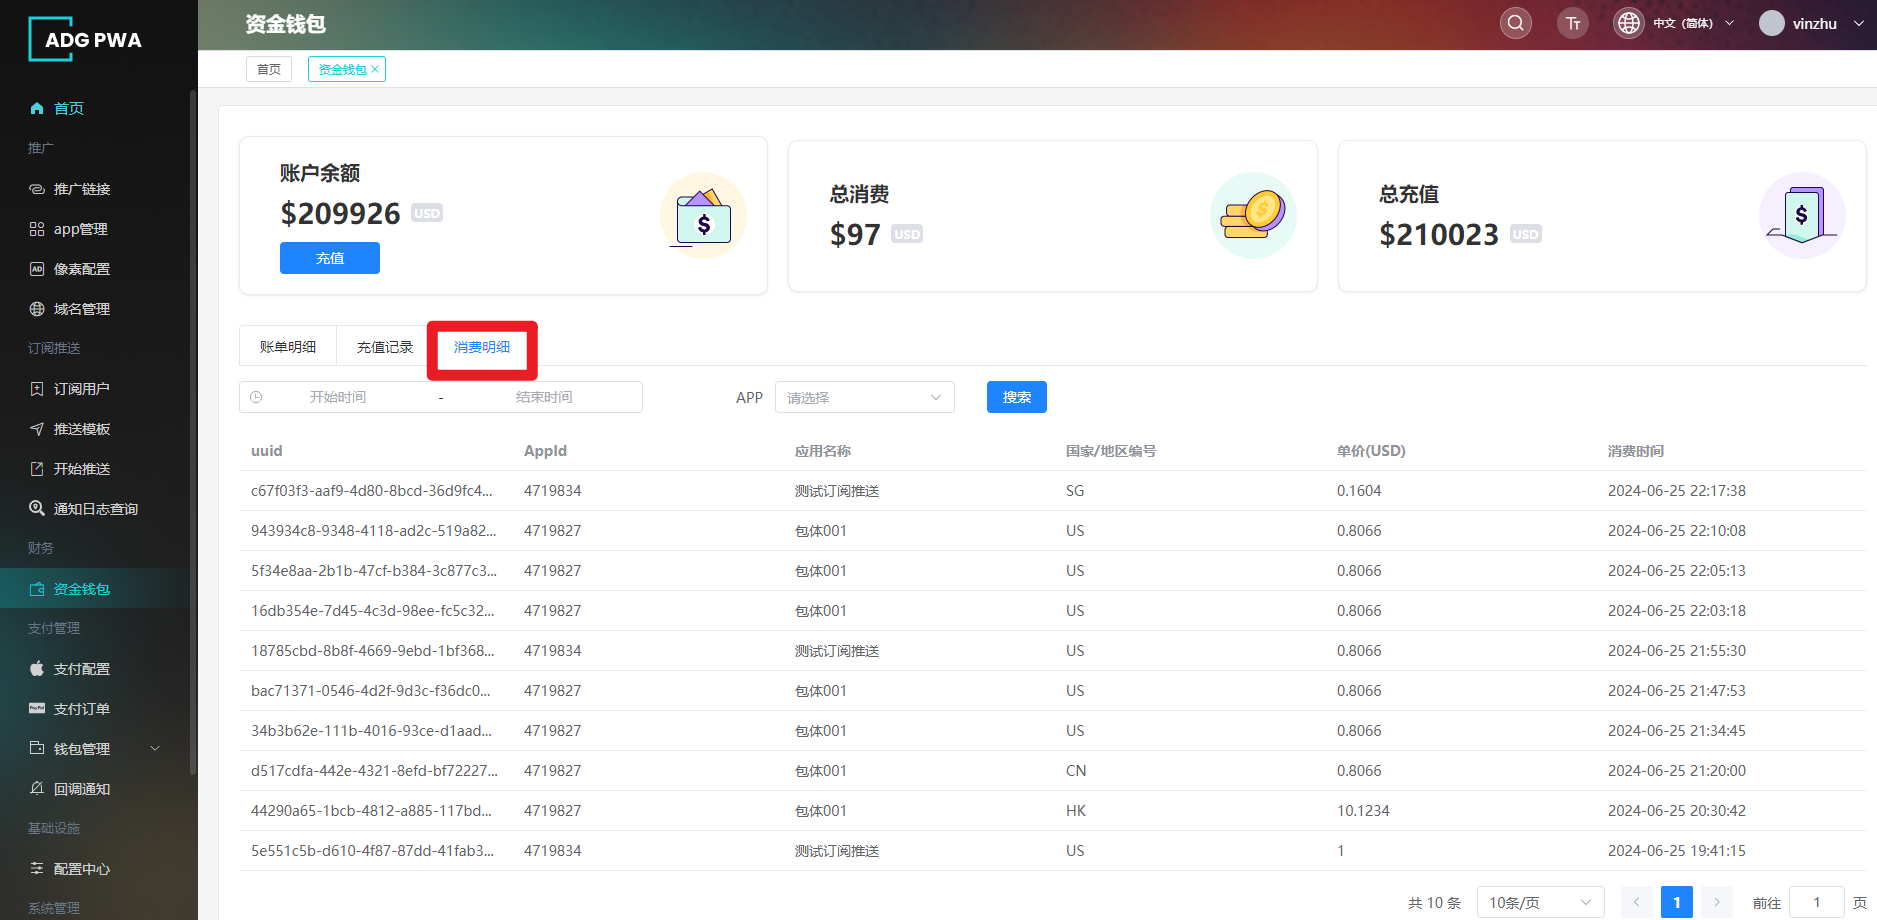 ADG PWA
资金钱包
中文（简体）
vinzhu
首页
资金钱包
首页
推广
推广链接
app管理
像素配置
域名管理
订阅推送
订阅用户
推送模板
开始推送
通知日志查询
财务
资金钱包
支付管理
支付配置
支付订单
钱包管理
回调通知
基础设施
配置中心
系统管理
账户余额
$209926 USD
充值
总消费
$97 USD
总充值
$210023 USD
账单明细 充值记录 消费明细
开始时间 - 结束时间 APP 请选择 搜索
uuid AppId 应用名称 国家/地区编号 单价(USD) 消费时间
c67f03f3-aaf9-4d80-8bcd-36d9fc4... 4719834 测试订阅推送 SG 0.1604 2024-06-25 22:17:38
943934c8-9348-4118-ad2c-519a82... 4719827 包体001 US 0.8066 2024-06-25 22:10:08
5f34e8aa-2b1b-47cf-b384-3c877c3... 4719827 包体001 US 0.8066 2024-06-25 22:05:13
16db354e-7d45-4c3d-98ee-fc5c32... 4719827 包体001 US 0.8066 2024-06-25 22:03:18
18785cbd-8b8f-4669-9ebd-1bf368... 4719834 测试订阅推送 US 0.8066 2024-06-25 21:55:30
bac71371-0546-4d2f-9d3c-f36dc0... 4719827 包体001 US 0.8066 2024-06-25 21:47:53
34b3b62e-111b-4016-93ce-d1aad... 4719827 包体001 US 0.8066 2024-06-25 21:34:45
d517cdfa-442e-4321-8efd-bf72227... 4719827 包体001 CN 0.8066 2024-06-25 21:20:00
44290a65-1bcb-4812-a885-117bd... 4719827 包体001 HK 10.1234 2024-06-25 20:30:42
5e551c5b-d610-4f87-87dd-41fab3... 4719834 测试订阅推送 US 1 2024-06-25 19:41:15
共 10 条 10条/页 1 前往 1 页